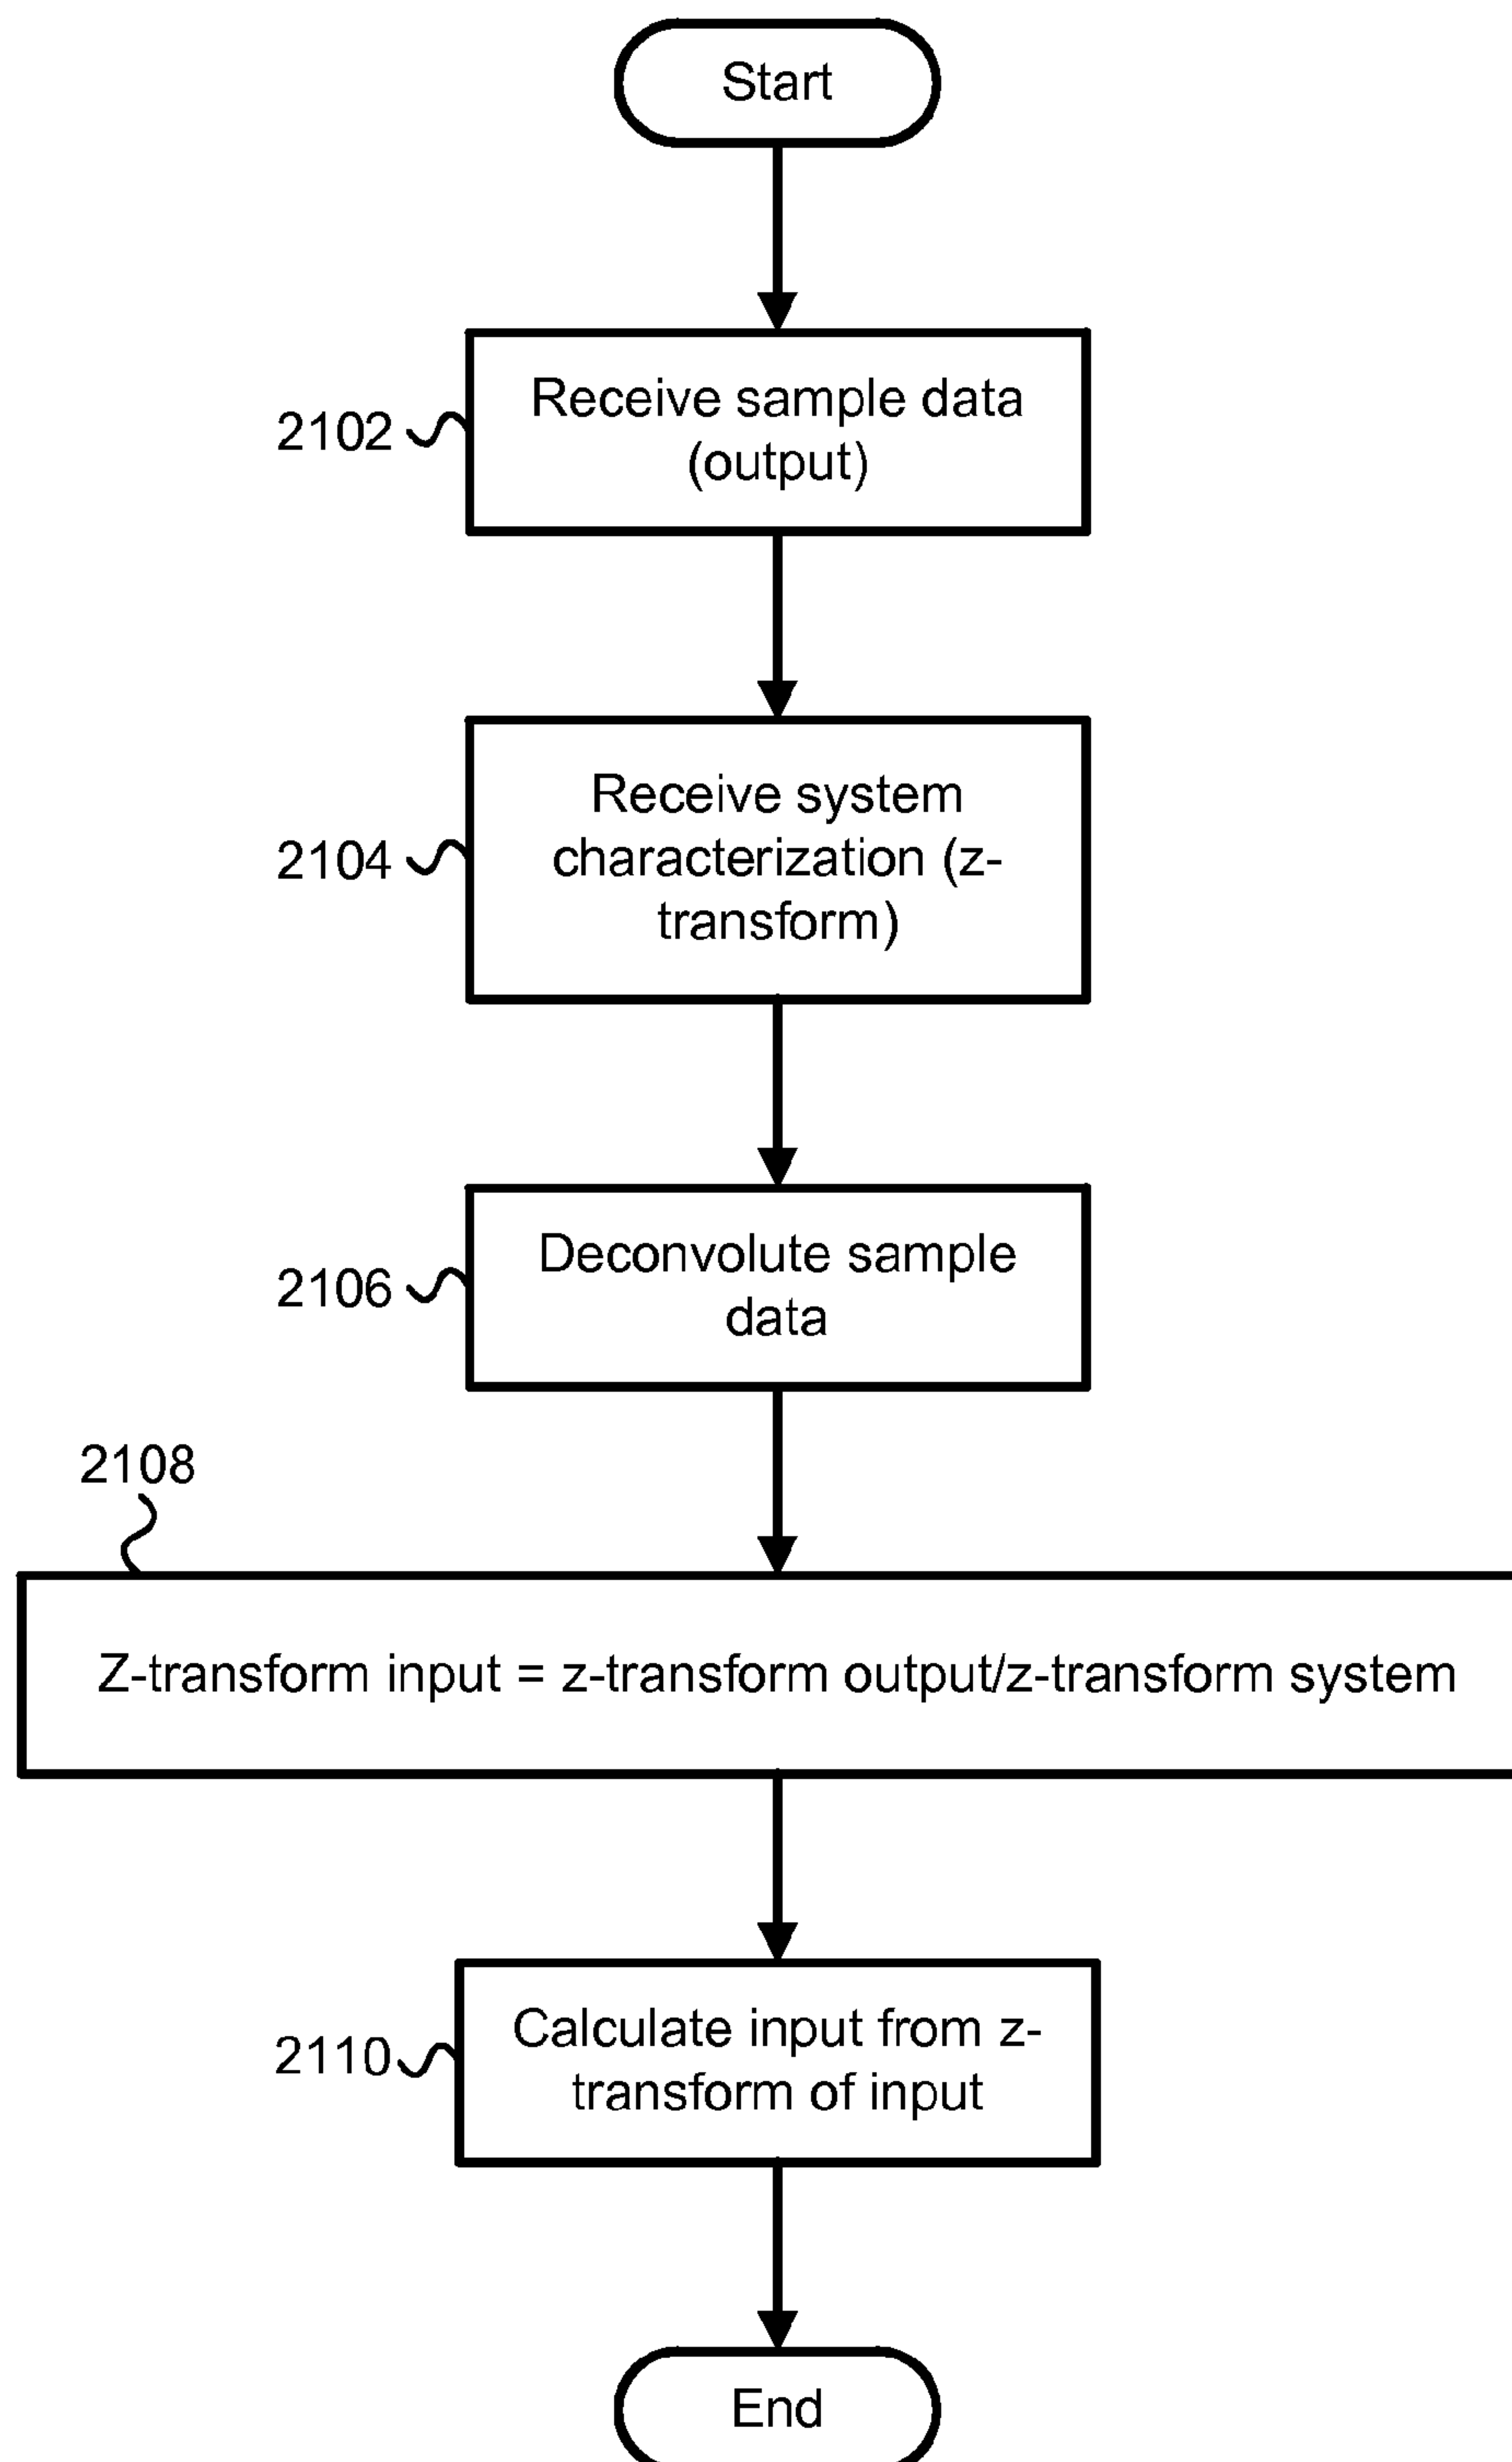 Start
2102
Receive sample data
(output)
2104
Receive system
characterization (z-
transform)
2106
Deconvolute sample
data
2108
Z-transform input = z-transform output/z-transform system
2110
Calculate input from z-
transform of input
End